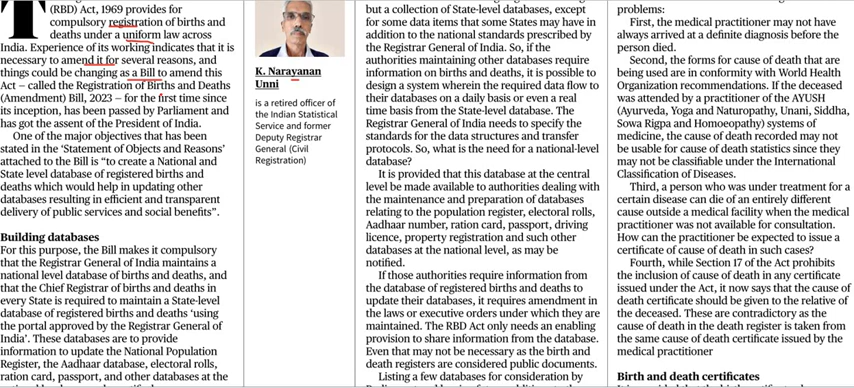 (RBD) Act, 1969 provides for
compulsory registration of births and
T deaths under a uniform law across
India. Experience of its working indicates that it is
necessary to amend it for several reasons, and
things could be changing as a Bill to amend this
Act – called the Registration of Births and Deaths
(Amendment) Bill, 2023 – for the first time since
its inception, has been passed by Parliament and
has got the assent of the President of India.
One of the major objectives that has been
stated in the ‘Statement of Objects and Reasons’
attached to the Bill is “to create a National and
State level database of registered births and
deaths which would help in updating other
databases resulting in efficient and transparent
delivery of public services and social benefits”.
Building databases
For this purpose, the Bill makes it compulsory
that the Registrar General of India maintains a
national level database of births and deaths, and
that the Chief Registrar of births and deaths in
every State is required to maintain a State-level
database of registered births and deaths ‘using
the portal approved by the Registrar General of
India’. These databases are to provide
information to update the National Population
Register, the Aadhaar database, electoral rolls,
ration card, passport, and other databases at the
K. Narayanan
Unni
is a retired officer of
the Indian Statistical
Service and former
Deputy Registrar
General (Civil
Registration)
but a collection of State-level databases, except
for some data items that some States may have in
addition to the national standards prescribed by
the Registrar General of India. So, if the
authorities maintaining other databases require
information on births and deaths, it is possible to
design a system wherein the required data flow to
their databases on a daily basis or even a real
time basis from the State-level database. The
Registrar General of India needs to specify the
standards for the data structures and transfer
protocols. So, what is the need for a national-level
database?
It is provided that this database at the central
level be made available to authorities dealing with
the maintenance and preparation of databases
relating to the population register, electoral rolls,
Aadhaar number, ration card, passport, driving
licence, property registration and such other
databases at the national level, as may be
notified.
If those authorities require information from
the database of registered births and deaths to
update their databases, it requires amendment in
the laws or executive orders under which they are
maintained. The RBD Act only needs an enabling
provision to share information from the database.
Even that may not be necessary as the birth and
death registers are considered public documents.
Listing a few databases for consideration by
problems:
First, the medical practitioner may not have
always arrived at a definite diagnosis before the
person died.
Second, the forms for cause of death that are
being used are in conformity with World Health
Organization recommendations. If the deceased
was attended by a practitioner of the AYUSH
(Ayurveda, Yoga and Naturopathy, Unani, Siddha,
Sowa Rigpa and Homoeopathy) systems of
medicine, the cause of death recorded may not
be usable for cause of death statistics since they
may not be classifiable under the International
Classification of Diseases.
Third, a person who was under treatment for a
certain disease can die of an entirely different
cause outside a medical facility when the medical
practitioner was not available for consultation.
How can the practitioner be expected to issue a
certificate of cause of death in such cases?
Fourth, while Section 17 of the Act prohibits
the inclusion of cause of death in any certificate
issued under the Act, it now says that the cause of
death certificate should be given to the relative of
the deceased. These are contradictory as the
cause of death in the death register is taken from
the same cause of death certificate issued by the
medical practitioner
Birth and death certificates